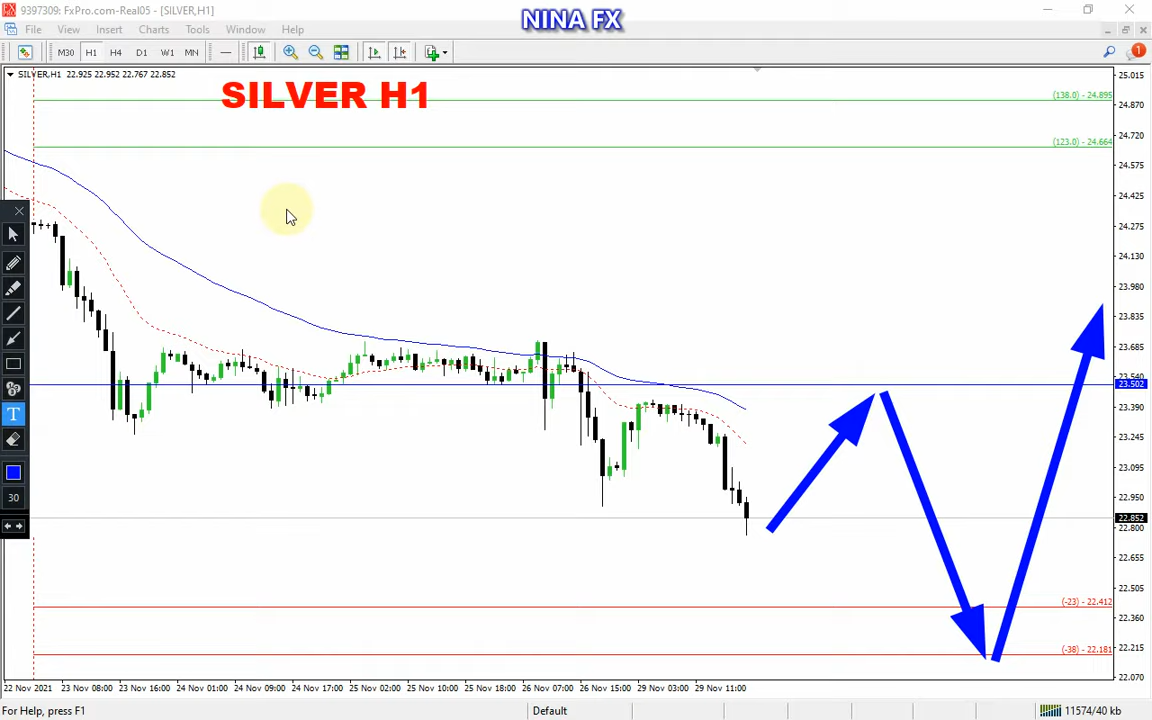 9397309: FxPro.com-Real05 - [SILVER,H1]
NINA FX
File View Insert Charts Tools Window Help
M30 H1 H4 D1 W1 MN
1
SILVER,H1 22.925 22.952 22.767 22.852
SILVER H1
25.015
(138.0) - 24.895
24.870
24.720
(123.0) - 24.664
24.575
24.425
24.275
24.130
23.980
23.835
23.685
23.540
23.502
23.390
23.245
23.095
22.950
22.852
22.800
22.655
(-23) - 22.412
22.505
22.360
(-38) - 22.181
22.215
22.070
T
30
22 Nov 2021 23 Nov 08:00 23 Nov 16:00 24 Nov 01:00 24 Nov 09:00 24 Nov 17:00 25 Nov 02:00 25 Nov 10:00 25 Nov 18:00 26 Nov 07:00 26 Nov 15:00 29 Nov 03:00 29 Nov 11:00
For Help, press F1 Default 11574/40 kb